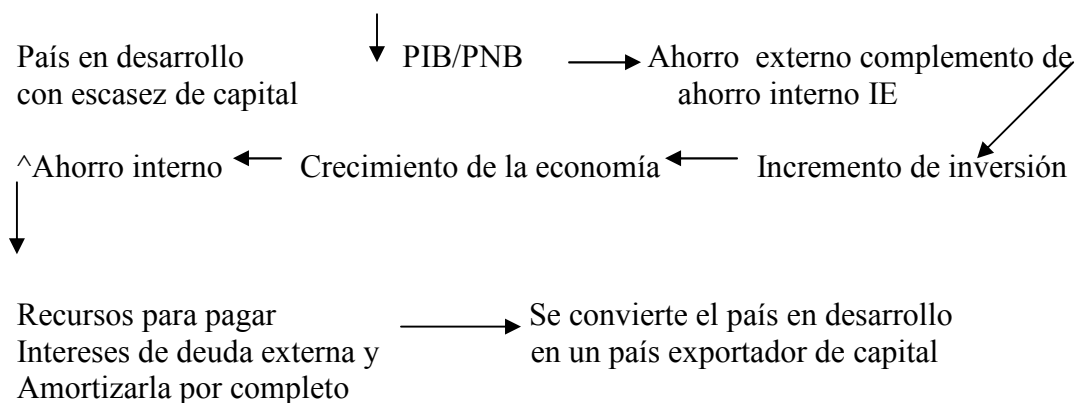 País en desarrollo PIB/PNB Ahorro externo complemento de
con escasez de capital ahorro interno IE
^Ahorro interno Crecimiento de la economía Incremento de inversión
Recursos para pagar Se convierte el país en desarrollo
Intereses de deuda externa y en un país exportador de capital
Amortizarla por completo